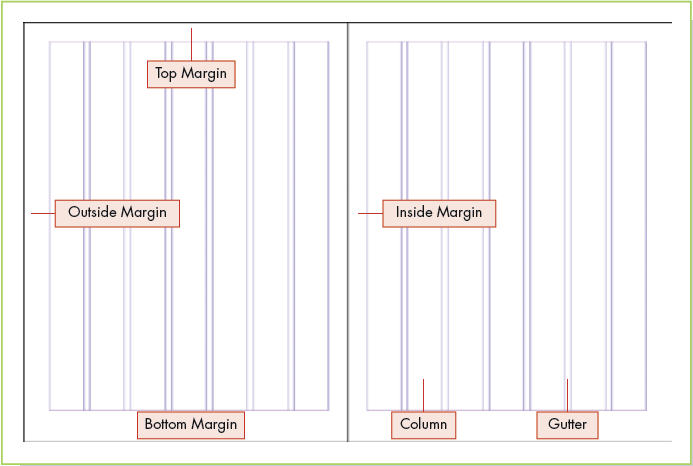 Top Margin
Outside Margin
Inside Margin
Bottom Margin
Column
Gutter